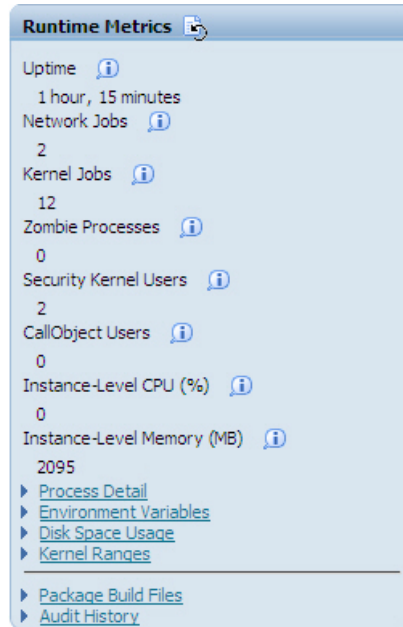 Runtime Metrics
Uptime
1 hour, 15 minutes
Network Jobs
2
Kernel Jobs
12
Zombie Processes
0
Security Kernel Users
2
CallObject Users
0
Instance-Level CPU (%)
0
Instance-Level Memory (MB)
2095
Process Detail
Environment Variables
Disk Space Usage
Kernel Ranges
Package Build Files
Audit History